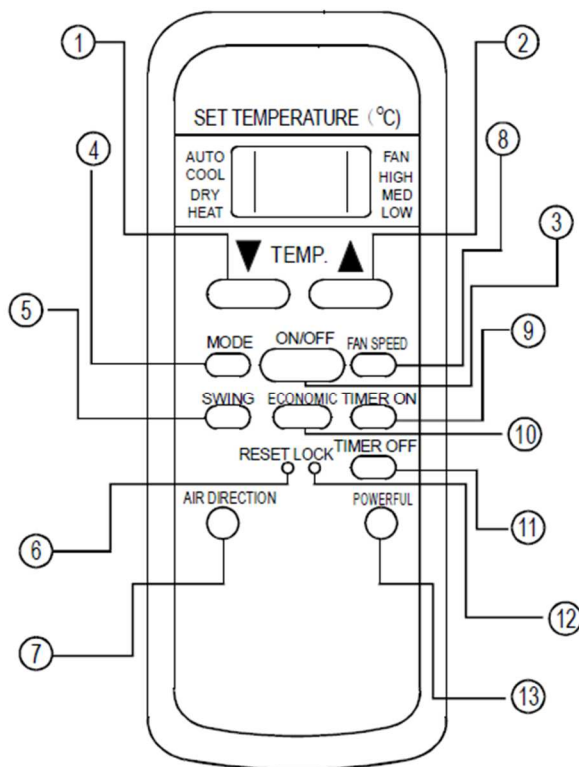 1
2
SET TEMPERATURE (°C)
4
8
AUTO
COOL
DRY
HEAT
FAN
HIGH
MED
LOW
3
▼ TEMP. ▲
5
9
MODE
ON/OFF
FAN SPEED
SWING
ECONOMIC
TIMER ON
10
RESET LOCK
TIMER OFF
AIR DIRECTION
POWERFUL
6
11
12
7
13